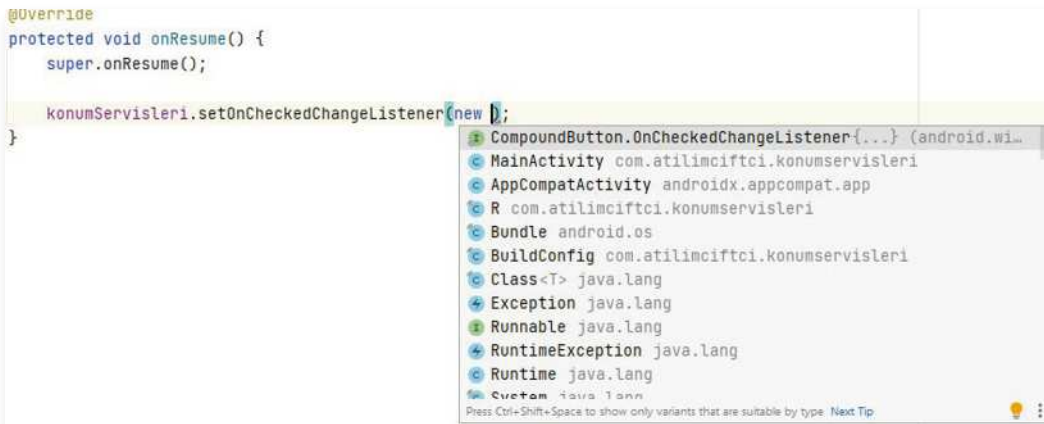 @Override
protected void onResume() {
super.onResume();
konumServisleri.setOnCheckedChangeListener(new );
}
CompoundButton.OnCheckedChangeListener{...} (android.wi…
MainActivity com.atilimciftci.konumservisleri
AppCompatActivity androidx.appcompat.app
R com.atilimciftci.konumservisleri
Bundle android.os
BuildConfig com.atilimciftci.konumservisleri
Class<T> java.lang
Exception java.lang
Runnable java.lang
RuntimeException java.lang
Runtime java.lang
System java.lang
Press Ctrl+Shift+Space to show only variants that are suitable by type Next Tip